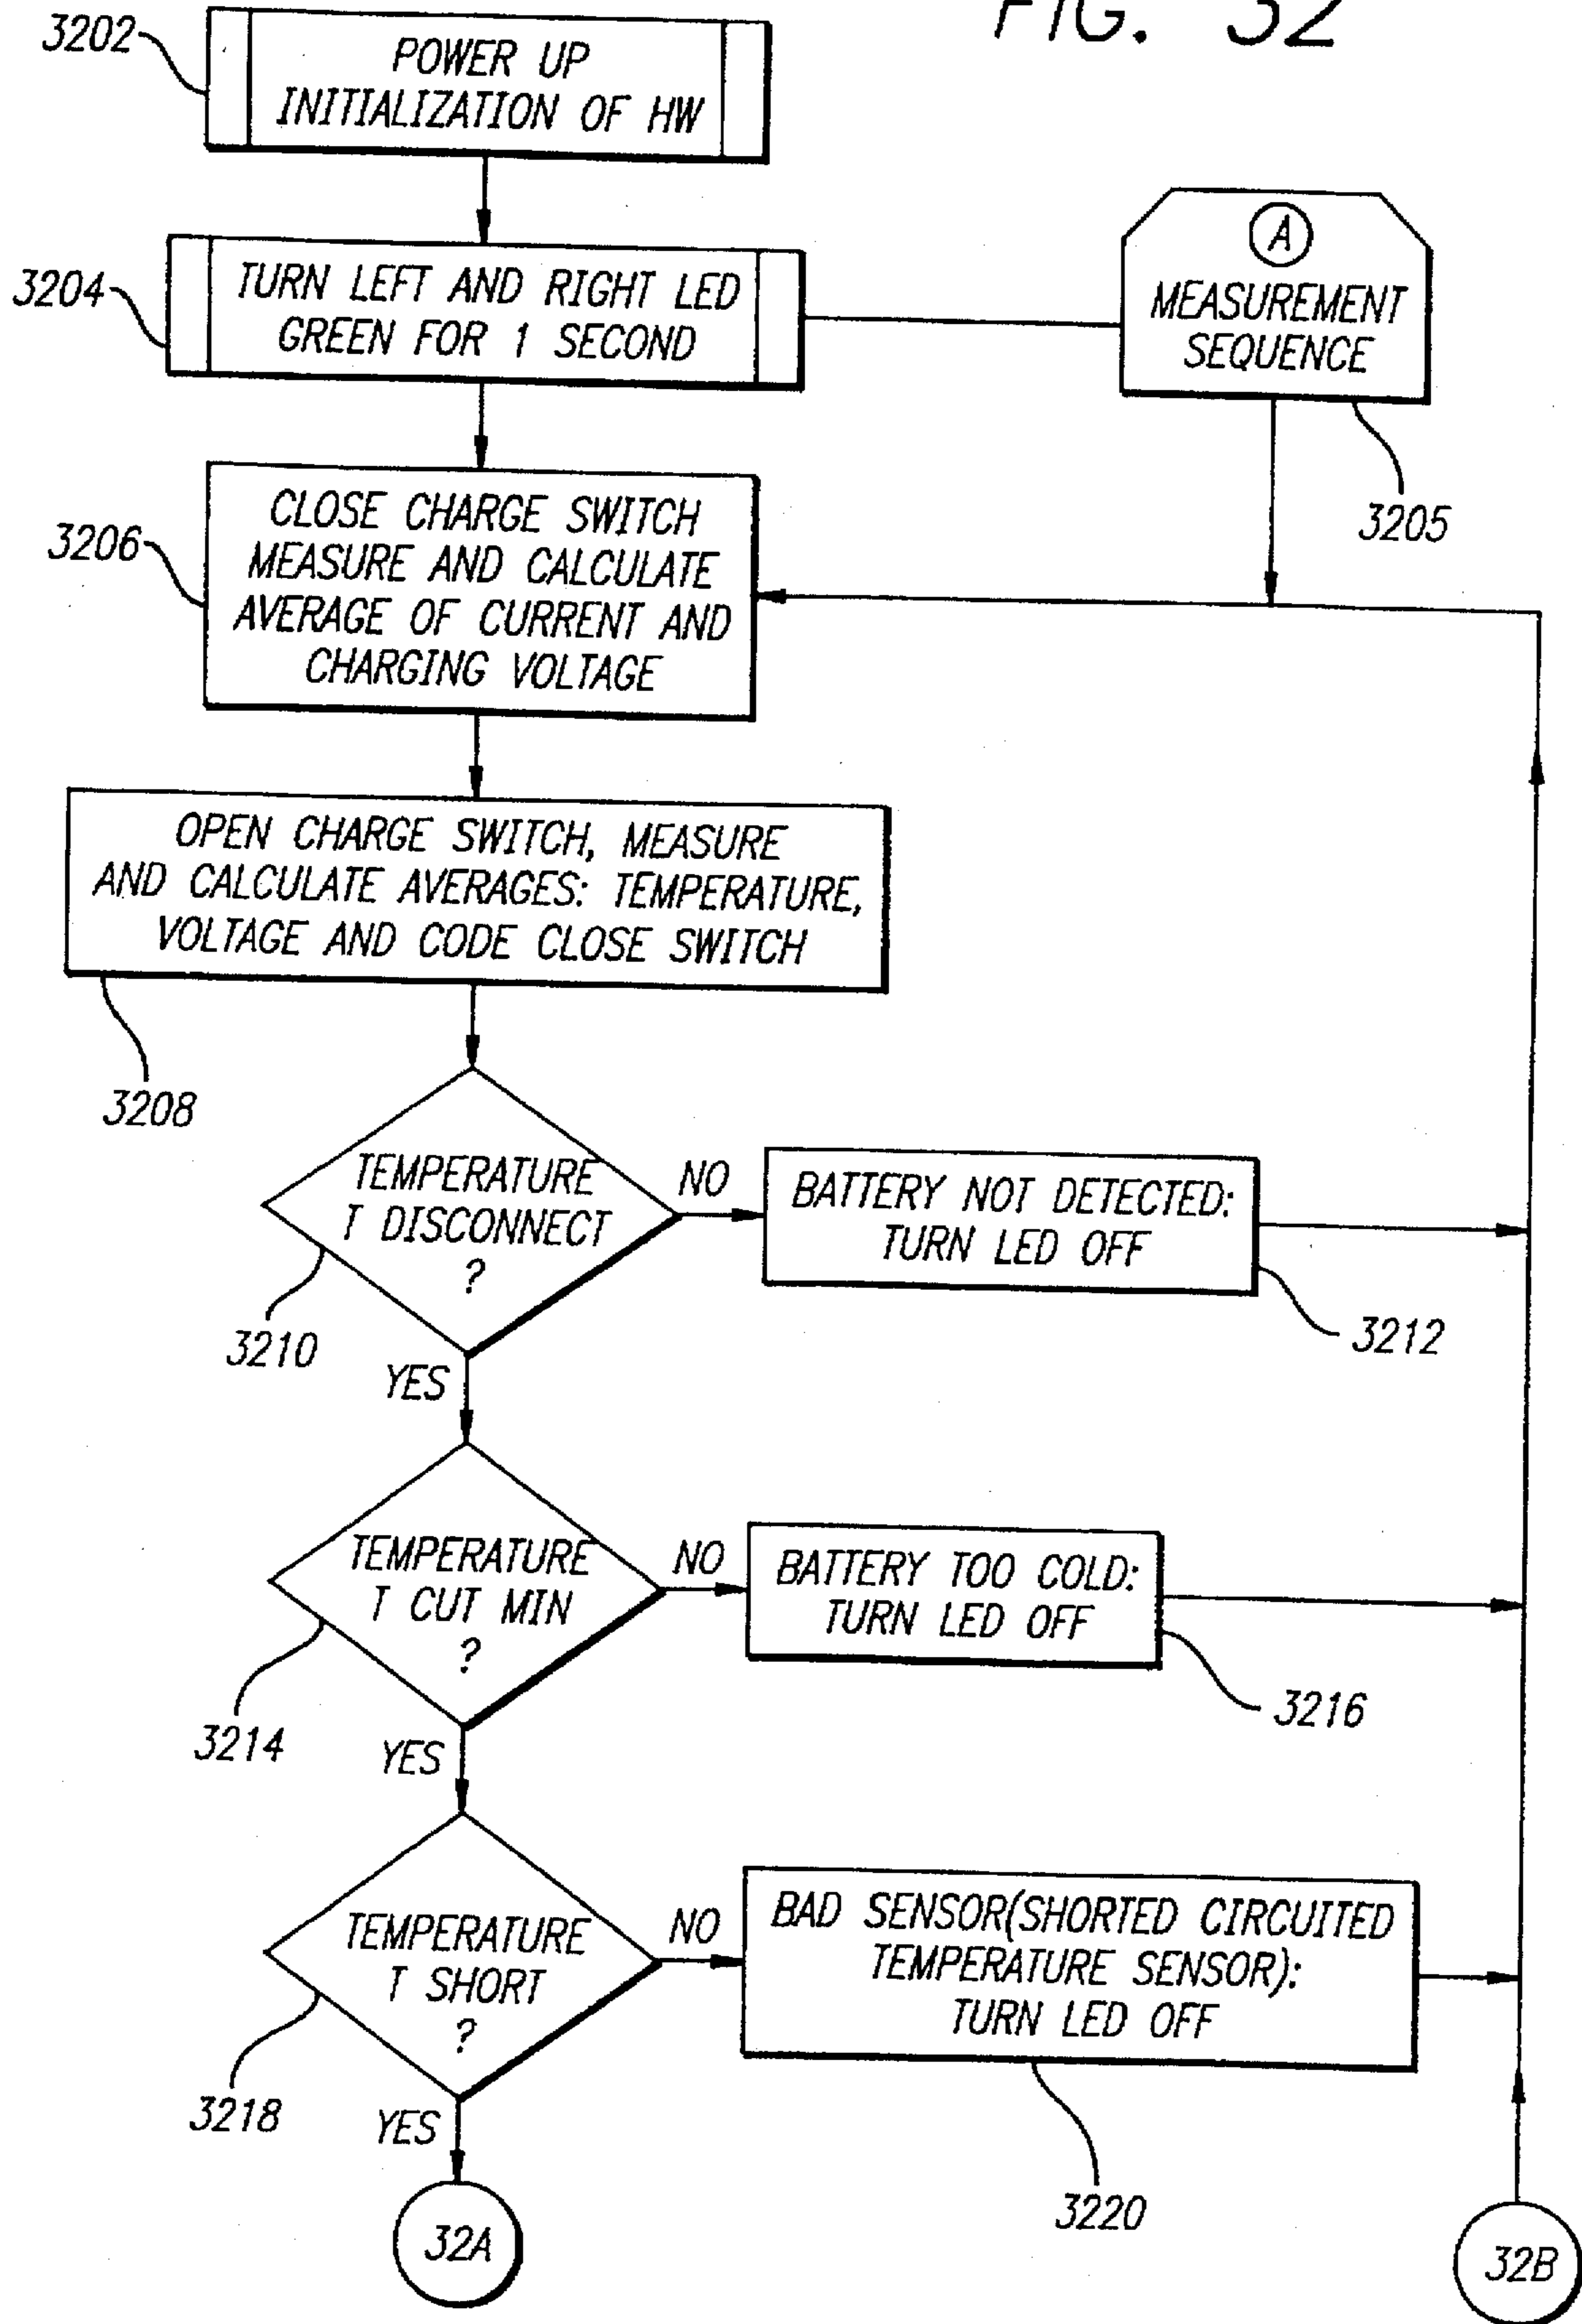 FIG. 32
3202
POWER UP
INITIALIZATION OF HW
3204
TURN LEFT AND RIGHT LED
GREEN FOR 1 SECOND
A
MEASUREMENT
SEQUENCE
3205
3206
CLOSE CHARGE SWITCH
MEASURE AND CALCULATE
AVERAGE OF CURRENT AND
CHARGING VOLTAGE
OPEN CHARGE SWITCH, MEASURE
AND CALCULATE AVERAGES: TEMPERATURE,
VOLTAGE AND CODE CLOSE SWITCH
3208
TEMPERATURE
T DISCONNECT
?
3210
NO
BATTERY NOT DETECTED:
TURN LED OFF
3212
YES
TEMPERATURE
T CUT MIN
?
3214
NO
BATTERY TOO COLD:
TURN LED OFF
3216
YES
TEMPERATURE
T SHORT
?
3218
NO
BAD SENSOR(SHORTED CIRCUITED
TEMPERATURE SENSOR):
TURN LED OFF
3220
YES
32A
32B